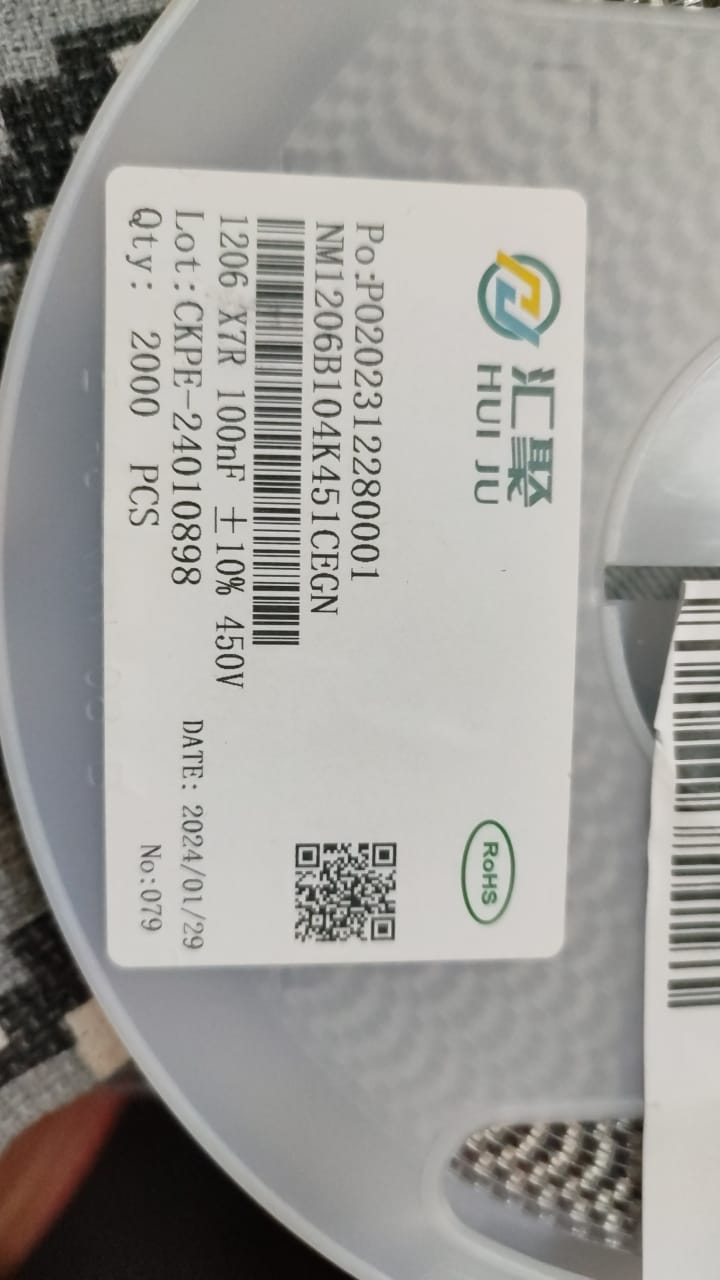 汇聚
HUI JU
RoHS
Po:PO202312280001
NM1206B104K451CEGN
1206 X7R 100nF ±10% 450V
Lot:CKPE-24010898
DATE: 2024/01/29
Qty: 2000 PCS
No:079